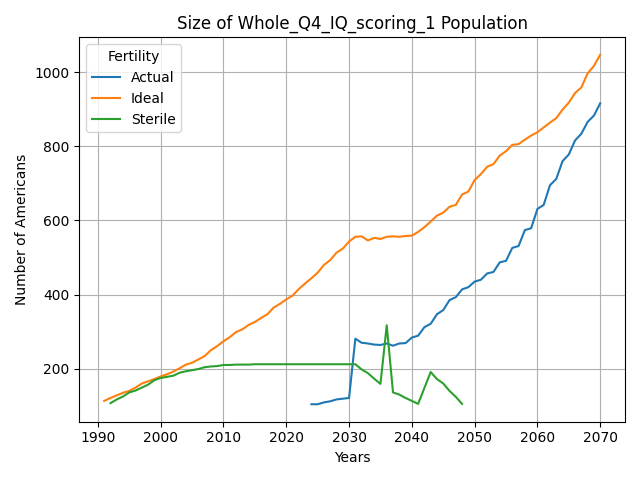 Size of Whole_Q4_IQ_scoring_1 Population
Fertility
Actual
Ideal
Sterile
Number of Americans
1000
800
600
400
200
1990 2000 2010 2020 2030 2040 2050 2060 2070
Years